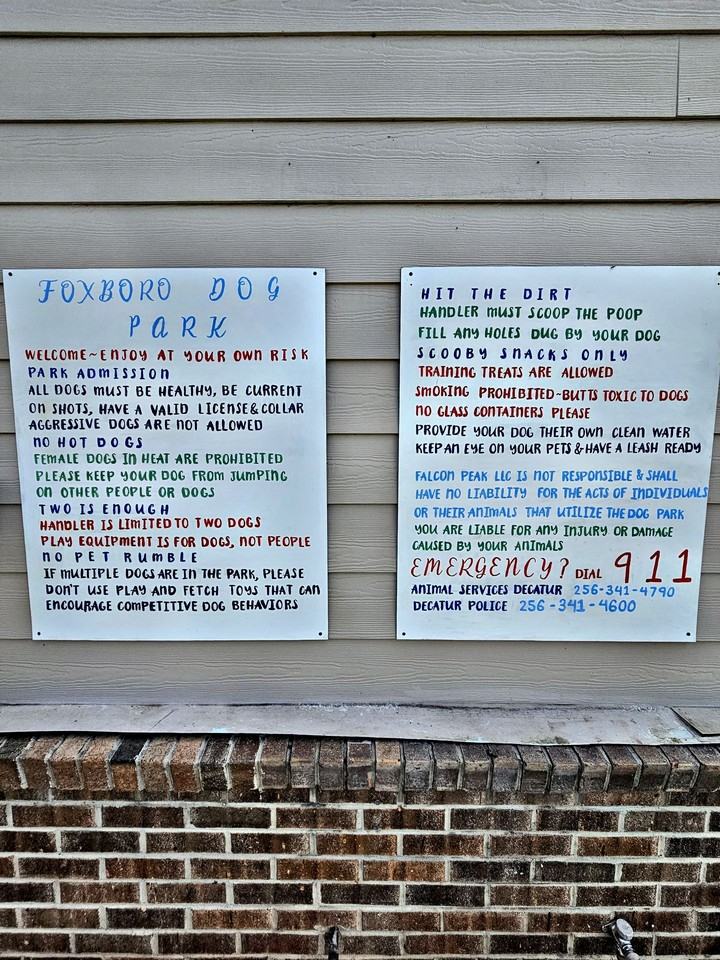 FOXBORO DOG
PARK
WELCOME~ENJOY AT YOUR OWN RISK
PARK ADMISSION
ALL DOGS MUST BE HEALTHY, BE CURRENT
ON SHOTS, HAVE A VALID LICENSE & COLLAR
AGGRESSIVE DOGS ARE NOT ALLOWED
NO HOT DOGS
FEMALE DOGS IN HEAT ARE PROHIBITED
PLEASE KEEP YOUR DOG FROM JUMPING
ON OTHER PEOPLE OR DOGS
TWO IS ENOUGH
HANDLER IS LIMITED TO TWO DOGS
PLAY EQUIPMENT IS FOR DOGS, NOT PEOPLE
NO PET RUMBLE
IF MULTIPLE DOGS ARE IN THE PARK, PLEASE
DON'T USE PLAY AND FETCH TOYS THAT CAN
ENCOURAGE COMPETITIVE DOG BEHAVIORS
HIT THE DIRT
HANDLER MUST SCOOP THE POOP
FILL ANY HOLES DUG BY YOUR DOG
SCOOBY SNACKS ONLY
TRAINING TREATS ARE ALLOWED
SMOKING PROHIBITED~BUTTS TOXIC TO DOGS
NO GLASS CONTAINERS PLEASE
PROVIDE YOUR DOG THEIR OWN CLEAN WATER
KEEP AN EYE ON YOUR PETS & HAVE A LEASH READY
FALCON PEAK LLC IS NOT RESPONSIBLE & SHALL
HAVE NO LIABILITY FOR THE ACTS OF INDIVIDUALS
OR THEIR ANIMALS THAT UTILIZE THE DOG PARK
YOU ARE LIABLE FOR ANY INJURY OR DAMAGE
CAUSED BY YOUR ANIMALS
EMERGENCY? DIAL 911
ANIMAL SERVICES DECATUR 256-341-4790
DECATUR POLICE 256-341-4600